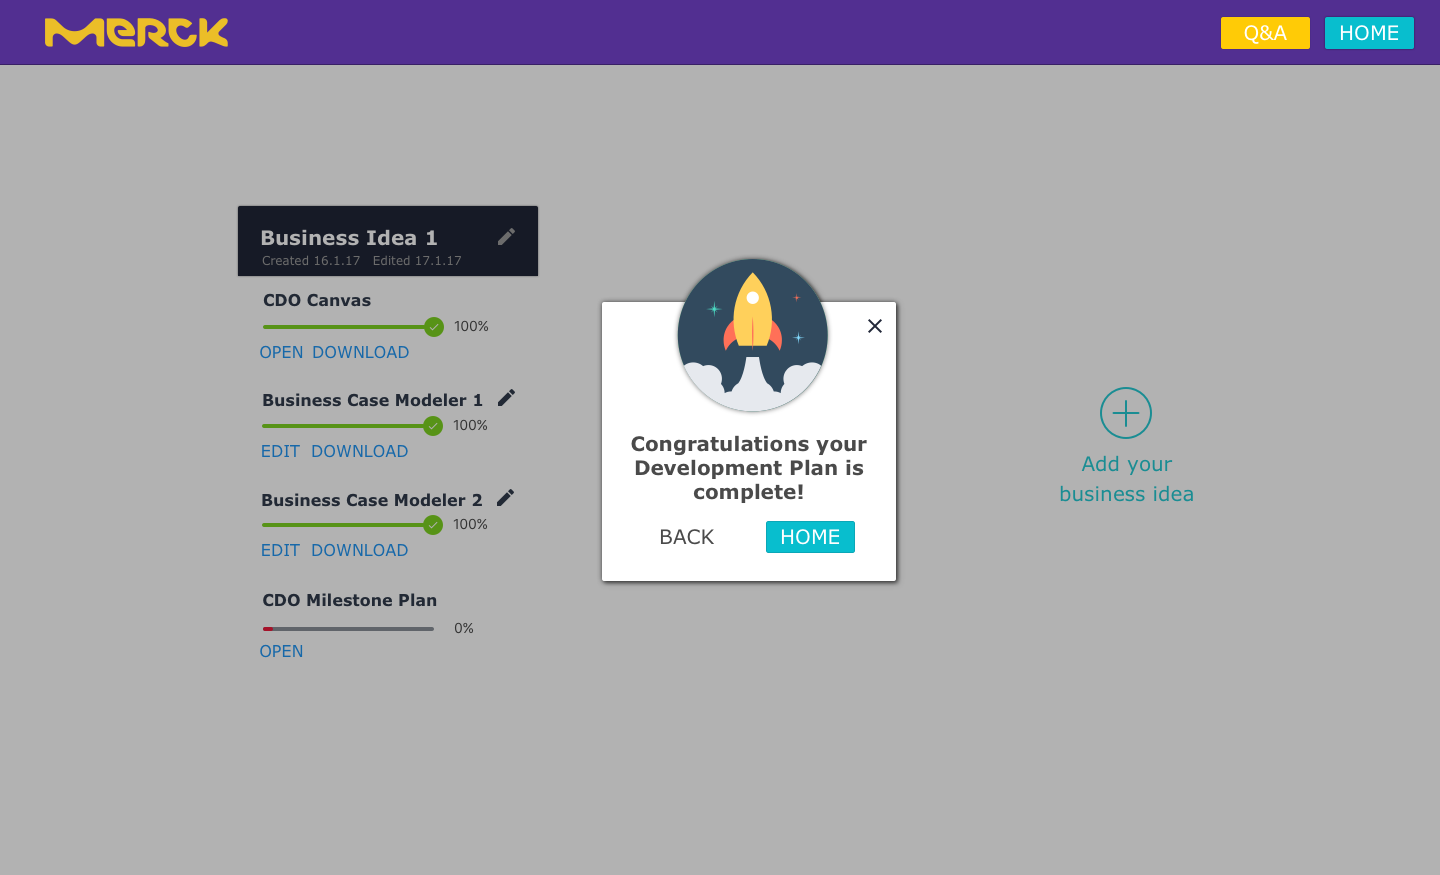 MERCK
Q&A
HOME
Business Idea 1
Created 16.1.17 Edited 17.1.17
CDO Canvas
100%
OPEN DOWNLOAD
Business Case Modeler 1
100%
EDIT DOWNLOAD
Business Case Modeler 2
100%
EDIT DOWNLOAD
CDO Milestone Plan
0%
OPEN
Congratulations your
Development Plan is
complete!
BACK
HOME
Add your
business idea